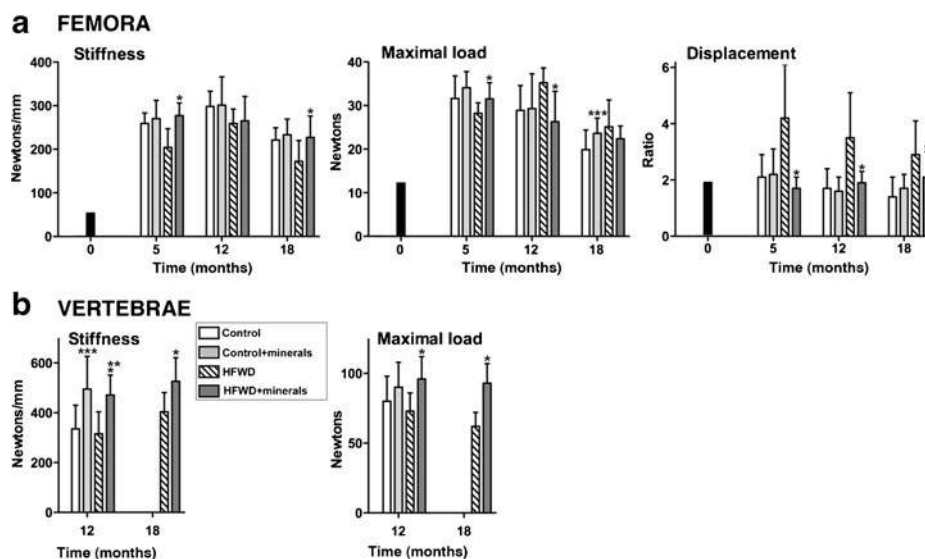 a FEMORA
Stiffness
Newtons/mm
400
300
200
100
0
*
*
0
5
12
18
Time (months)
Maximal load
Newtons
40
30
20
10
0
*
*
***
0
5
12
18
Time (months)
Displacement
Ratio
6
4
2
0
*
*
0
5
12
18
Time (months)
b VERTEBRAE
Stiffness
Newtons/mm
600
400
200
0
***
**
*
*
12
18
Time (months)
Control
Control+minerals
HFWD
HFWD+minerals
Maximal load
Newtons
100
50
0
*
*
12
18
Time (months)